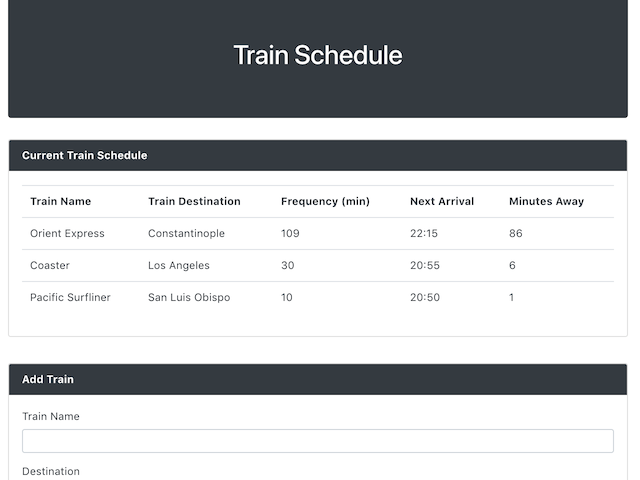 Train Schedule
Current Train Schedule
Train Name Train Destination Frequency (min) Next Arrival Minutes Away
Orient Express Constantinople 109 22:15 86
Coaster Los Angeles 30 20:55 6
Pacific Surfliner San Luis Obispo 10 20:50 1
Add Train
Train Name
Destination